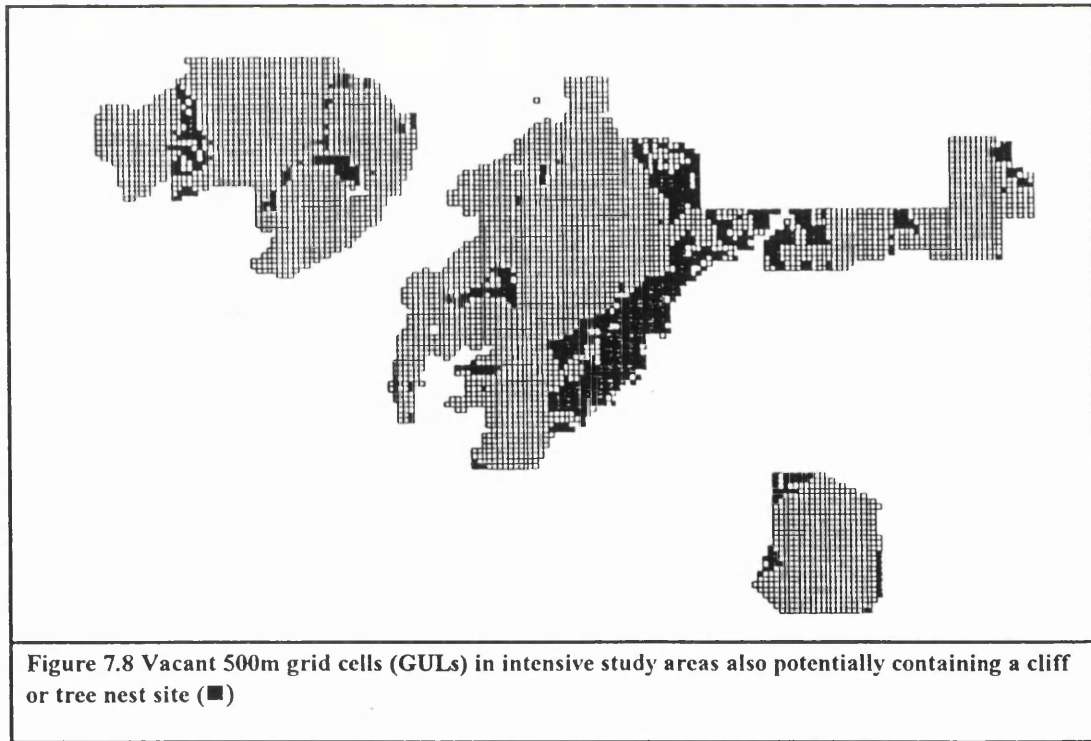 Figure 7.8 Vacant 500m grid cells (GULs) in intensive study areas also potentially containing a cliff
or tree nest site (■)